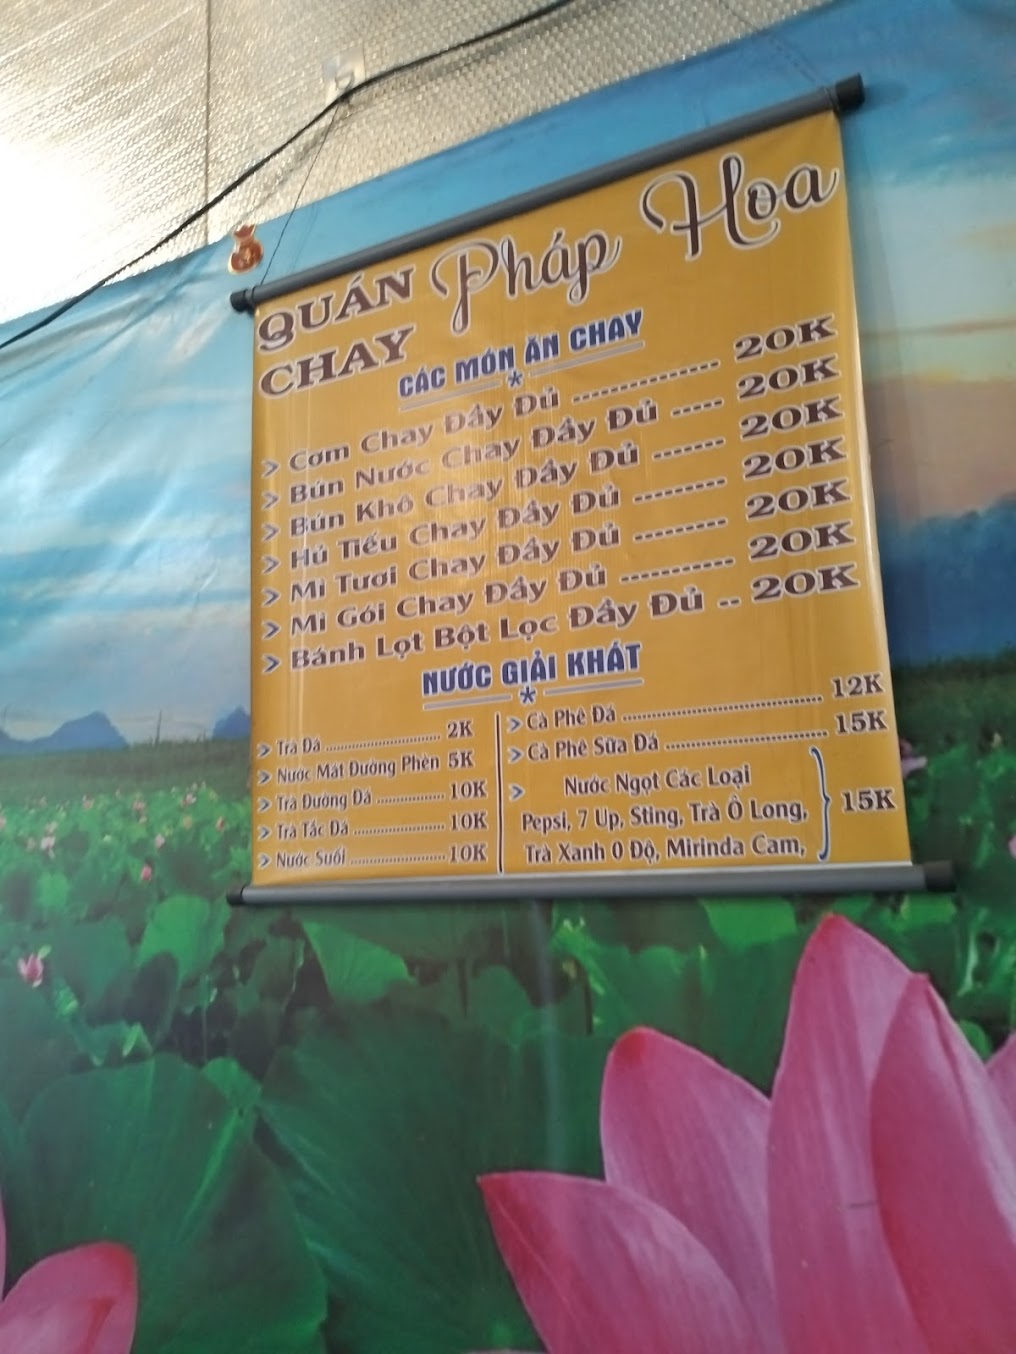 QUÁN CHAY Pháp Hoa
CÁC MÓN ĂN CHAY
*
> Cơm Chay Đầy Đủ ............... 20K
> Bún Nước Chay Đầy Đủ ..... 20K
> Bún Khô Chay Đầy Đủ ....... 20K
> Hủ Tiếu Chay Đầy Đủ ......... 20K
> Mì Tươi Chay Đầy Đủ ......... 20K
> Mì Gói Chay Đầy Đủ ........... 20K
> Bánh Lọt Bột Lọc Đầy Đủ .. 20K
NƯỚC GIẢI KHÁT
*
> Trà Đá ............................ 2K
> Nước Mát Đường Phèn 5K
> Trà Đường Đá ................. 10K
> Trà Tắc Đá ....................... 10K
> Nước Suối ....................... 10K
> Cà Phê Đá ........................................ 12K
> Cà Phê Sữa Đá ................................ 15K
> Nước Ngọt Các Loại
Pepsi, 7 Up, Sting, Trà Ô Long, 15K
Trà Xanh 0 Độ, Mirinda Cam,